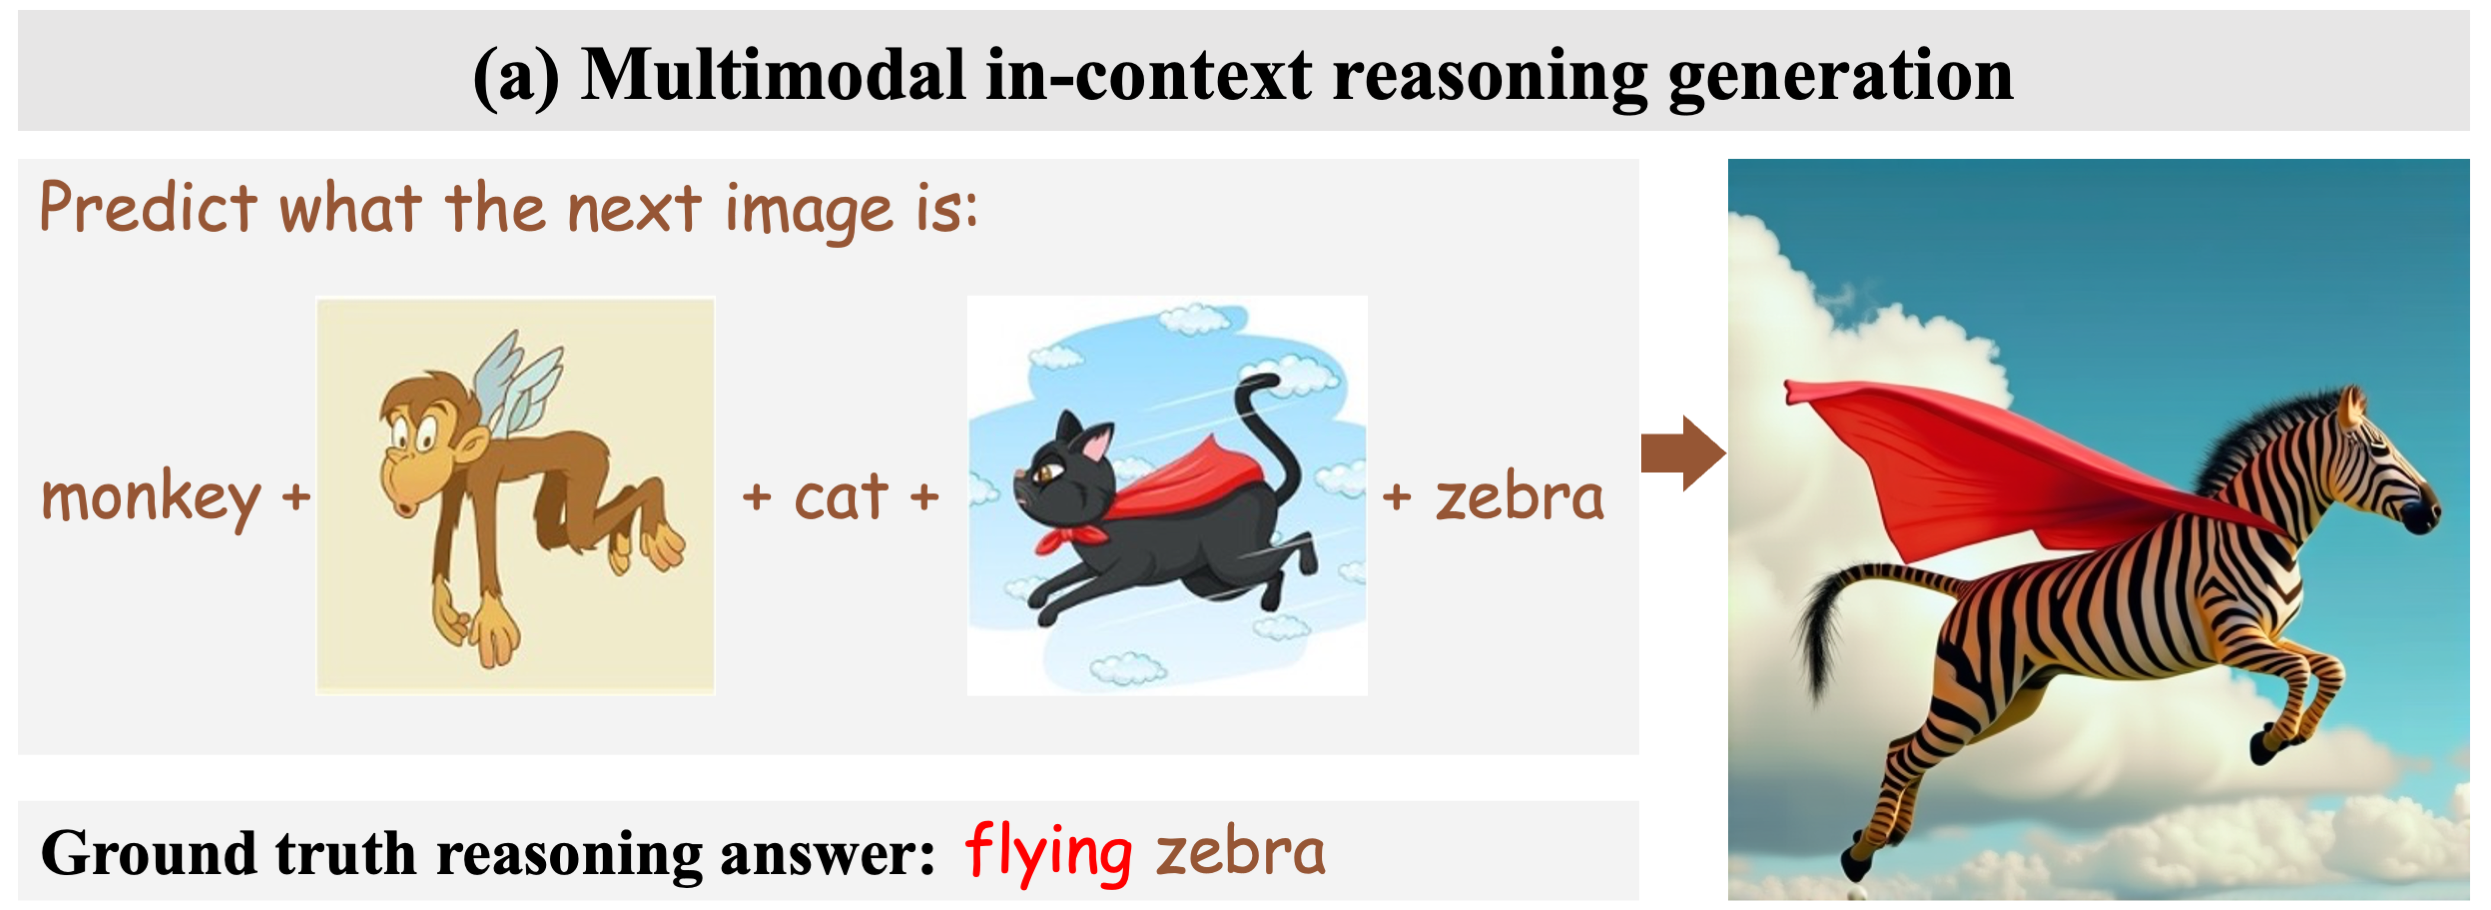 (a) Multimodal in-context reasoning generation
Predict what the next image is:
monkey + + cat + + zebra
Ground truth reasoning answer: flying zebra